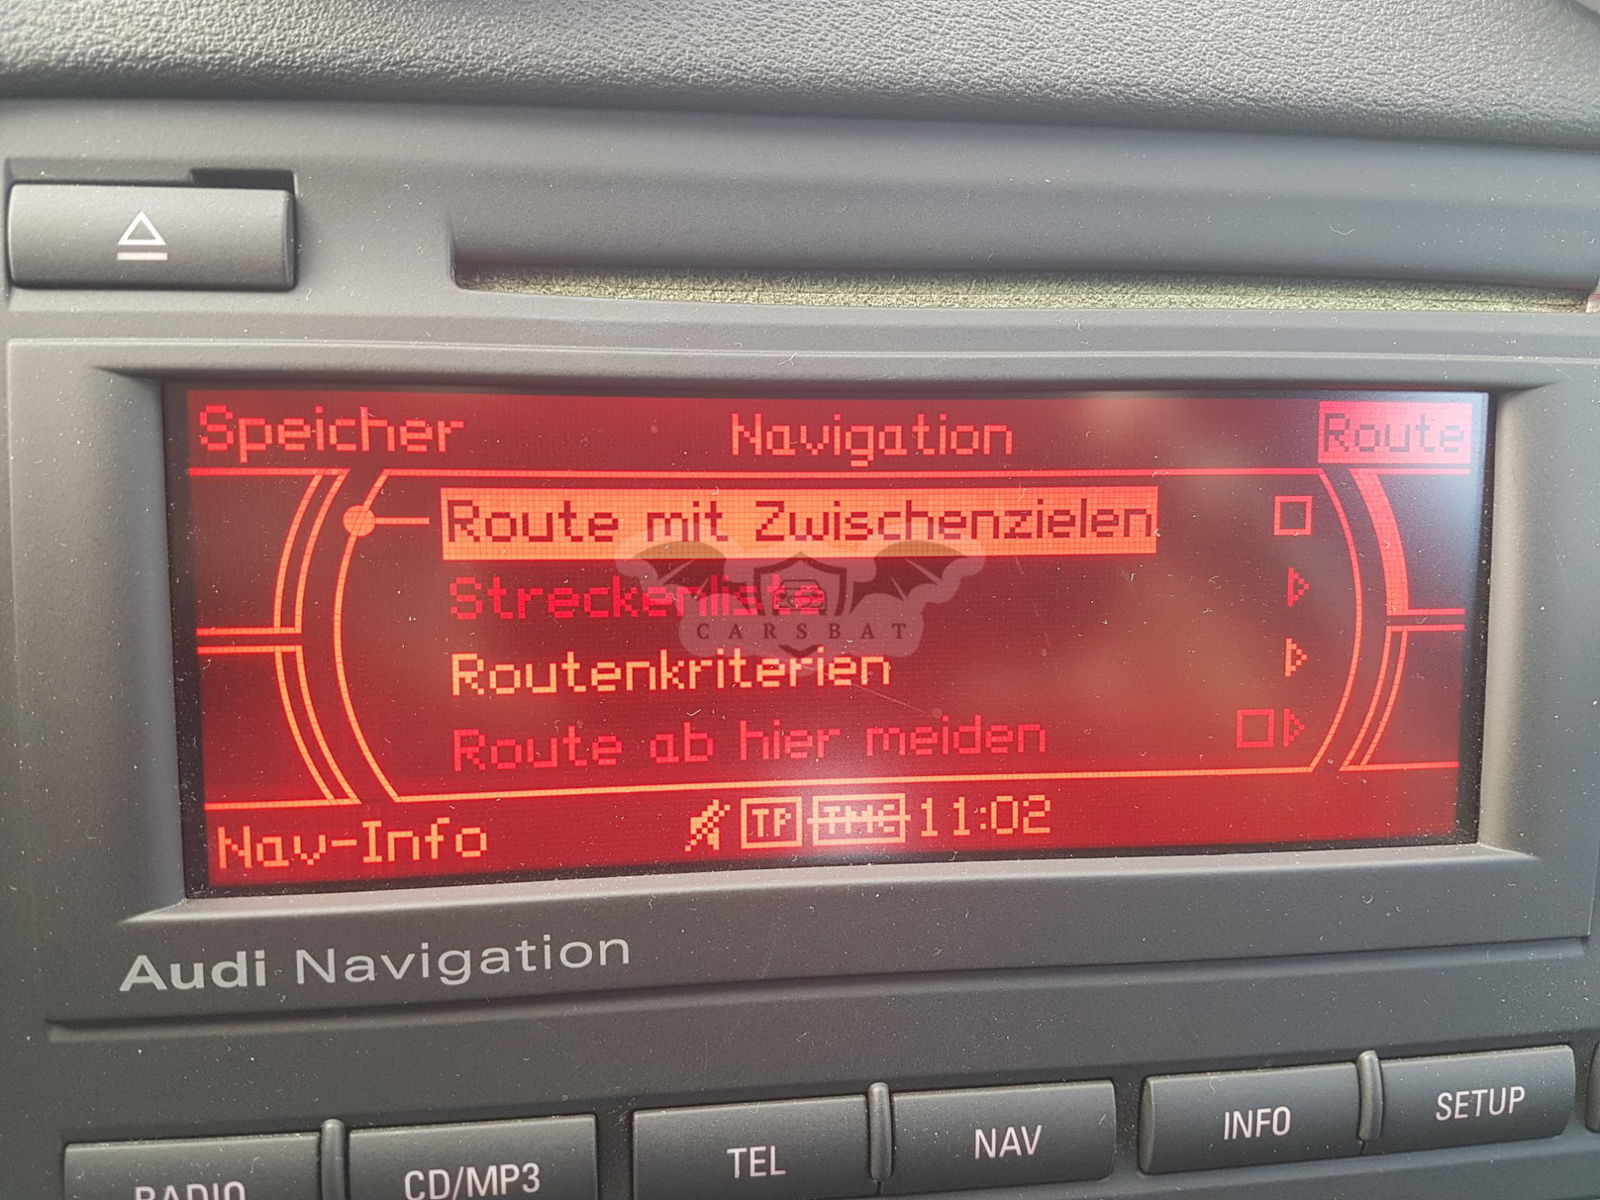 Speicher Navigation Route
Route mit Zwischenzielen
Streckenliste
CARSBAT
Routenkriterien
Route ab hier meiden
Nav-Info TP TMC 11:02
Audi Navigation
RADIO CD/MP3 TEL NAV INFO SETUP